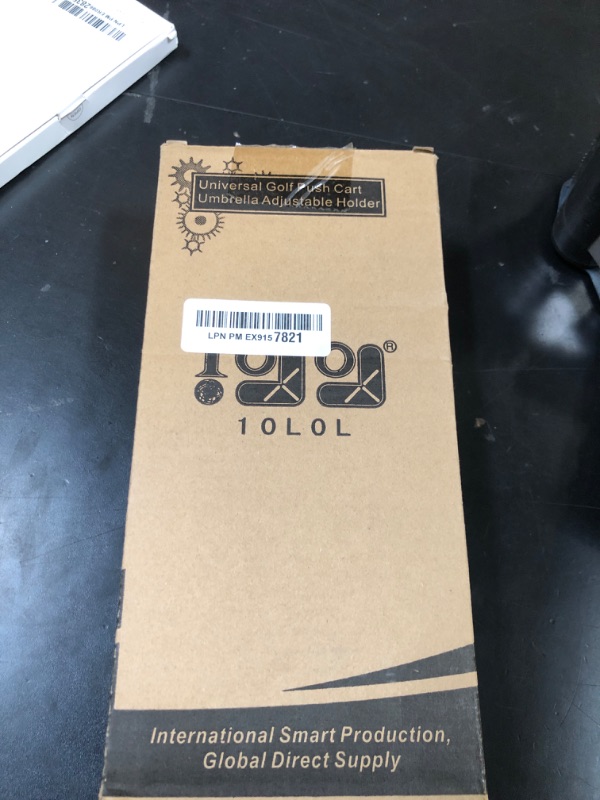 Universal Golf Push Cart
Umbrella Adjustable Holder
LPN PM EX9157821
®
10L0L
International Smart Production,
Global Direct Supply